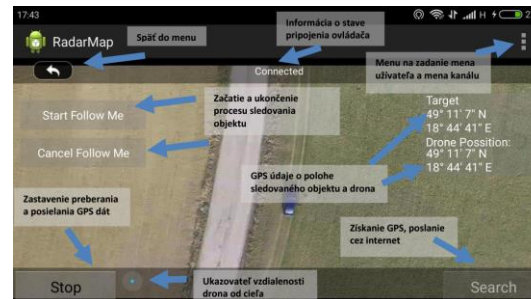 17:43
H
2
RadarMap
Späť do menu
Informácia o stave
pripojenia ovládača
Menu na zadanie mena
užívateľa a mena kanálu
Connected
Start Follow Me
Začatie a ukončenie
procesu sledovania
objektu
Cancel Follow Me
Target
49° 11' 7" N
18° 44' 41" E
Drone Possition:
49° 11' 7" N
18° 44' 41" E
GPS údaje o polohe
sledovaného objektu a drona
Zastavenie preberania
a posielania GPS dát
Získanie GPS, poslanie
cez internet
Stop
Ukazovateľ vzdialenosti
drona od cieľa
Search